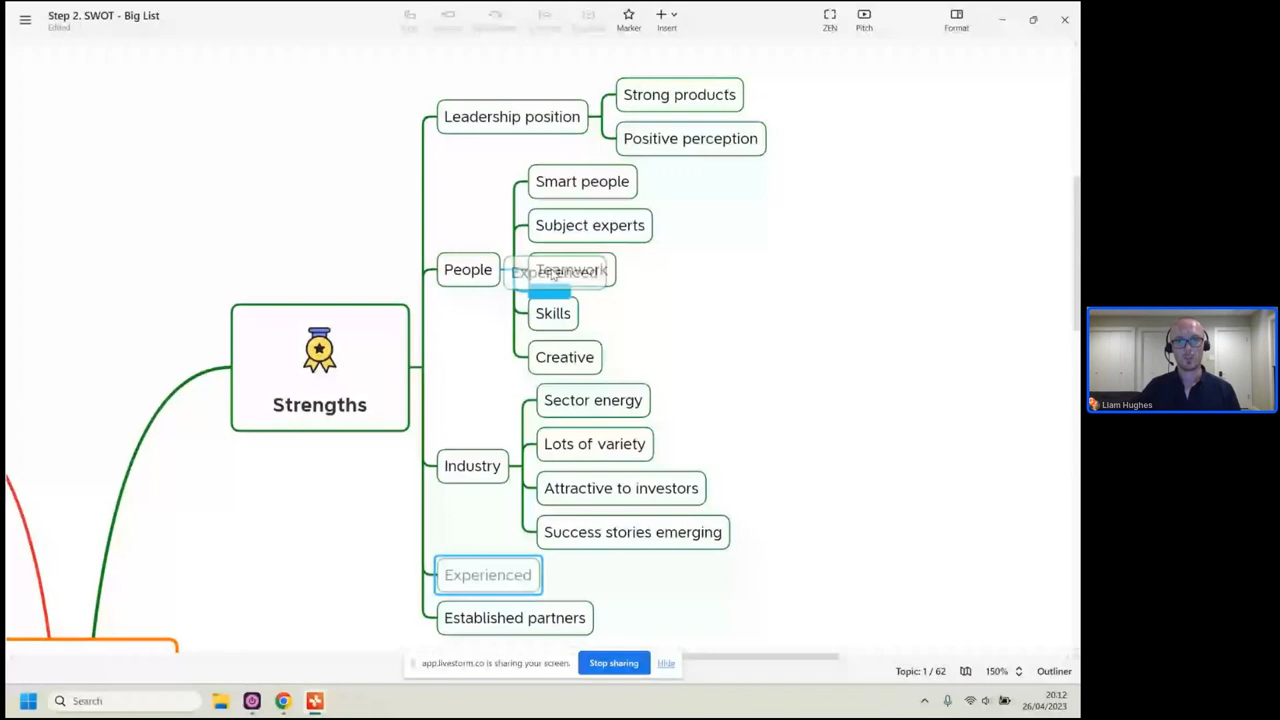 Step 2. SWOT - Big List
Edited
Marker
Insert
ZEN
Pitch
Format
Leadership position
Strong products
Positive perception
People
Smart people
Subject experts
Teamwork
Experienced
Skills
Creative
Strengths
Industry
Sector energy
Lots of variety
Attractive to investors
Success stories emerging
Experienced
Established partners
Liam Hughes
app.livestorm.co is sharing your screen.
Stop sharing
Hide
Topic: 1 / 62
150%
Outliner
Search
20:12
26/04/2023